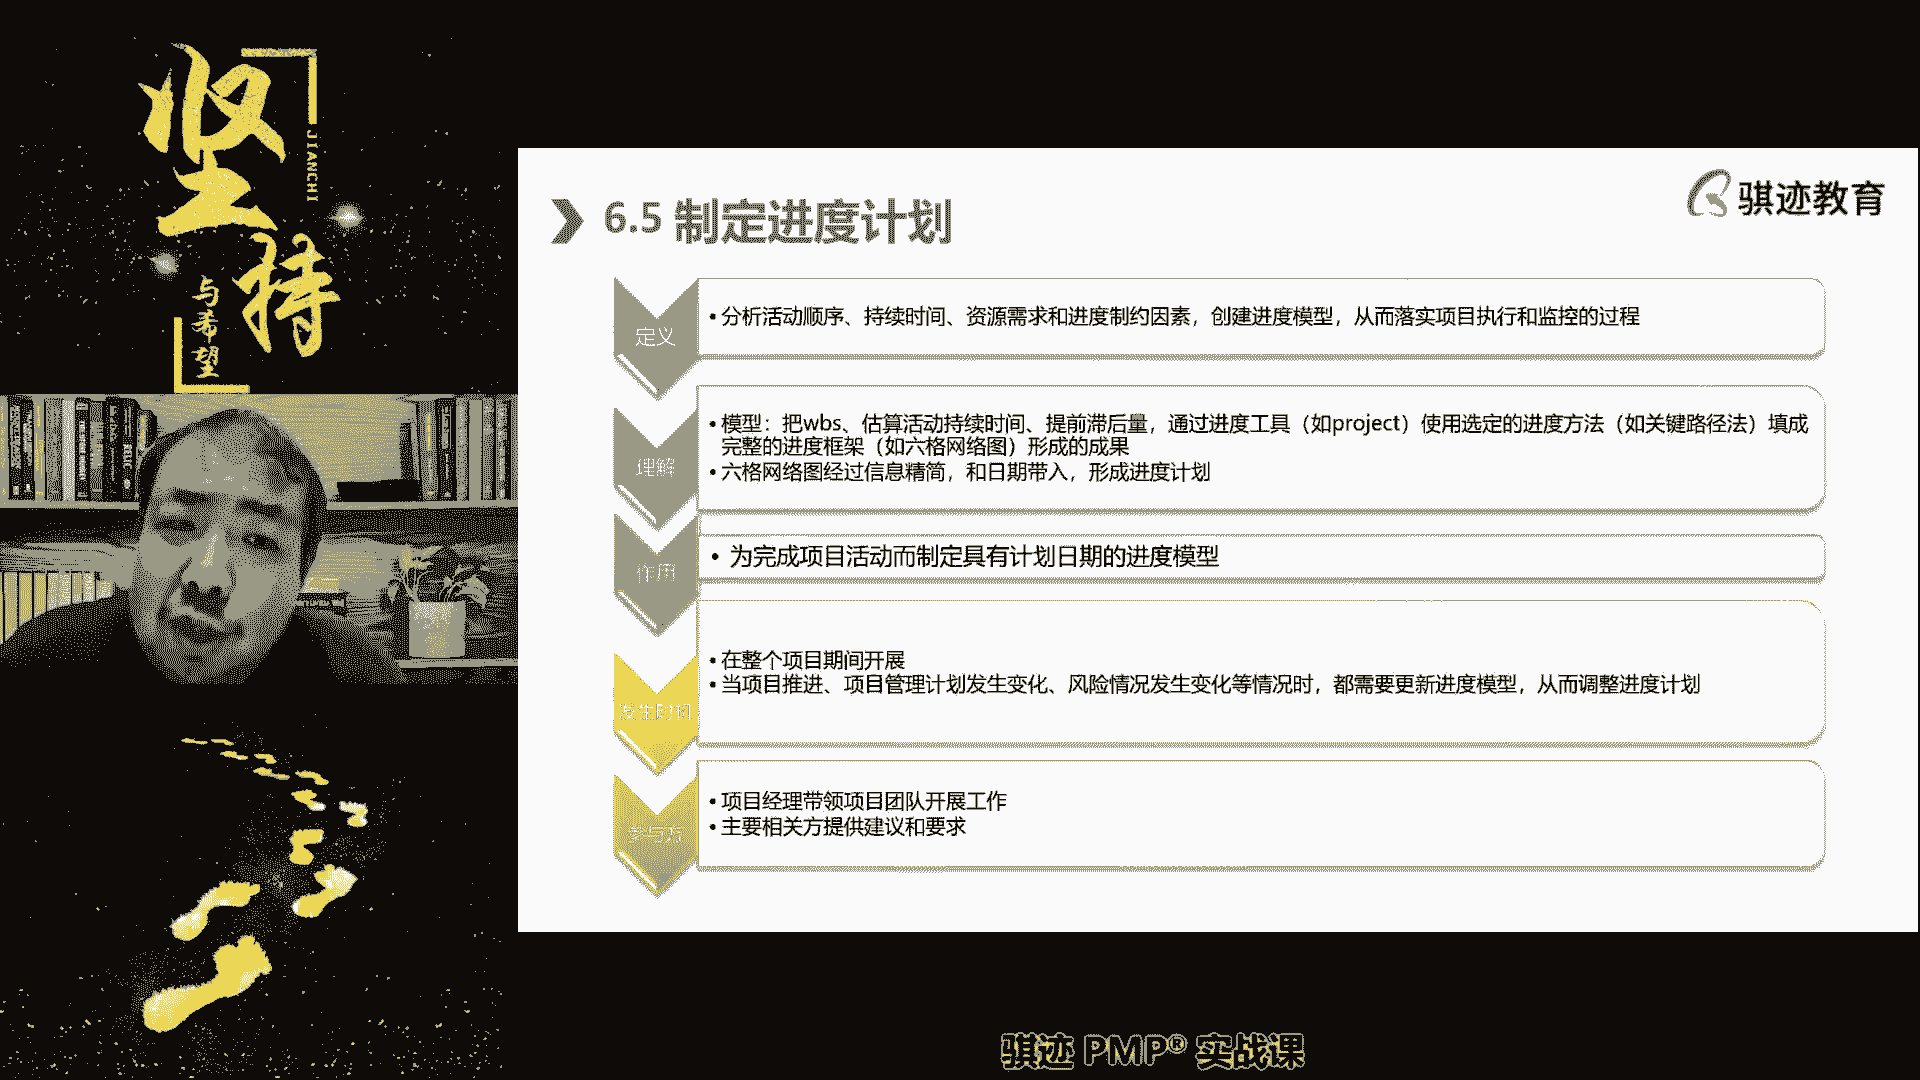 坚持
JIANCHI
与希望
骐迹教育
6.5 制定进度计划
定义
•分析活动顺序、持续时间、资源需求和进度制约因素，创建进度模型，从而落实项目执行和监控的过程
理解
•模型：把wbs、估算活动持续时间、提前滞后量，通过进度工具（如project）使用选定的进度方法（如关键路径法）填成
完整的进度框架（如六格网络图）形成的成果
•六格网络图经过信息精简，和日期带入，形成进度计划
作用
• 为完成项目活动而制定具有计划日期的进度模型
发生时机
•在整个项目期间开展
•当项目推进、项目管理计划发生变化、风险情况发生变化等情况时，都需要更新进度模型，从而调整进度计划
参与方
•项目经理带领项目团队开展工作
•主要相关方提供建议和要求
骐迹 PMP® 实战课